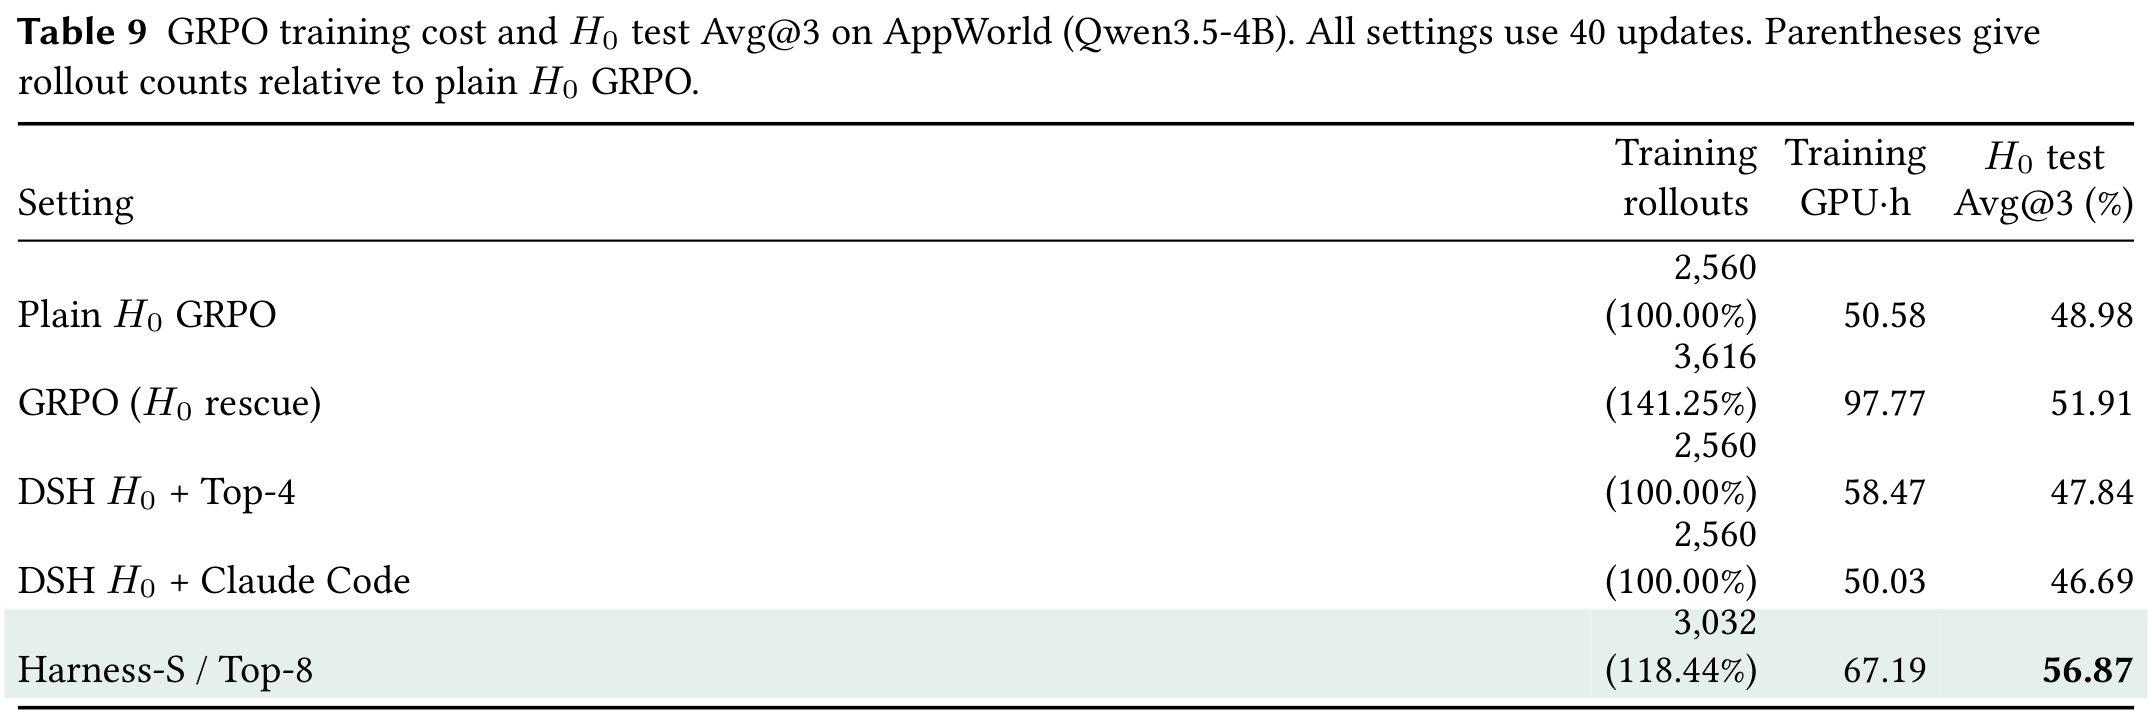 Table 9 GRPO training cost and H₀ test Avg@3 on AppWorld (Qwen3.5-4B). All settings use 40 updates. Parentheses give
rollout counts relative to plain H₀ GRPO.
Setting Training rollouts Training GPU·h H₀ test Avg@3 (%)
Plain H₀ GRPO 2,560 (100.00%) 50.58 48.98
GRPO (H₀ rescue) 3,616 (141.25%) 97.77 51.91
DSH H₀ + Top-4 2,560 (100.00%) 58.47 47.84
DSH H₀ + Claude Code 2,560 (100.00%) 50.03 46.69
Harness-S / Top-8 3,032 (118.44%) 67.19 56.87